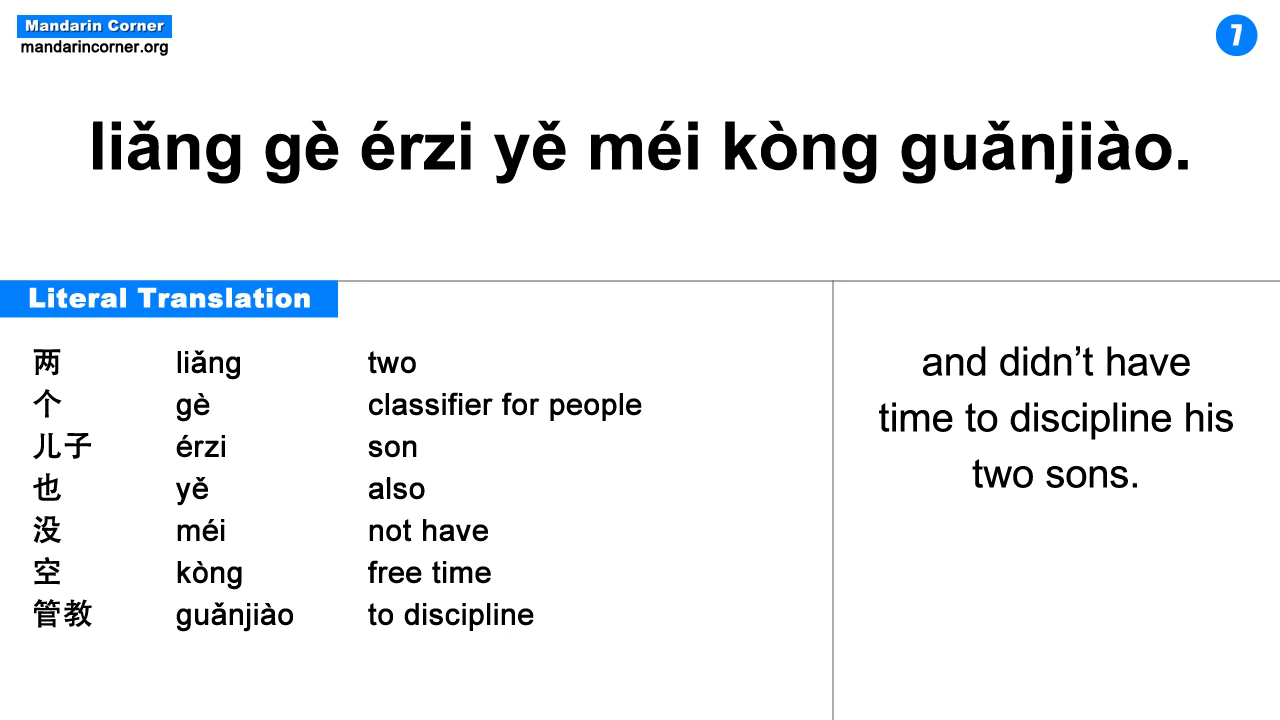 Mandarin Corner
mandarincorner.org
7
liǎng gè érzi yě méi kòng guǎnjiào.
Literal Translation
两 liǎng two
个 gè classifier for people
儿子 érzi son
也 yě also
没 méi not have
空 kòng free time
管教 guǎnjiào to discipline
and didn’t have
time to discipline his
two sons.